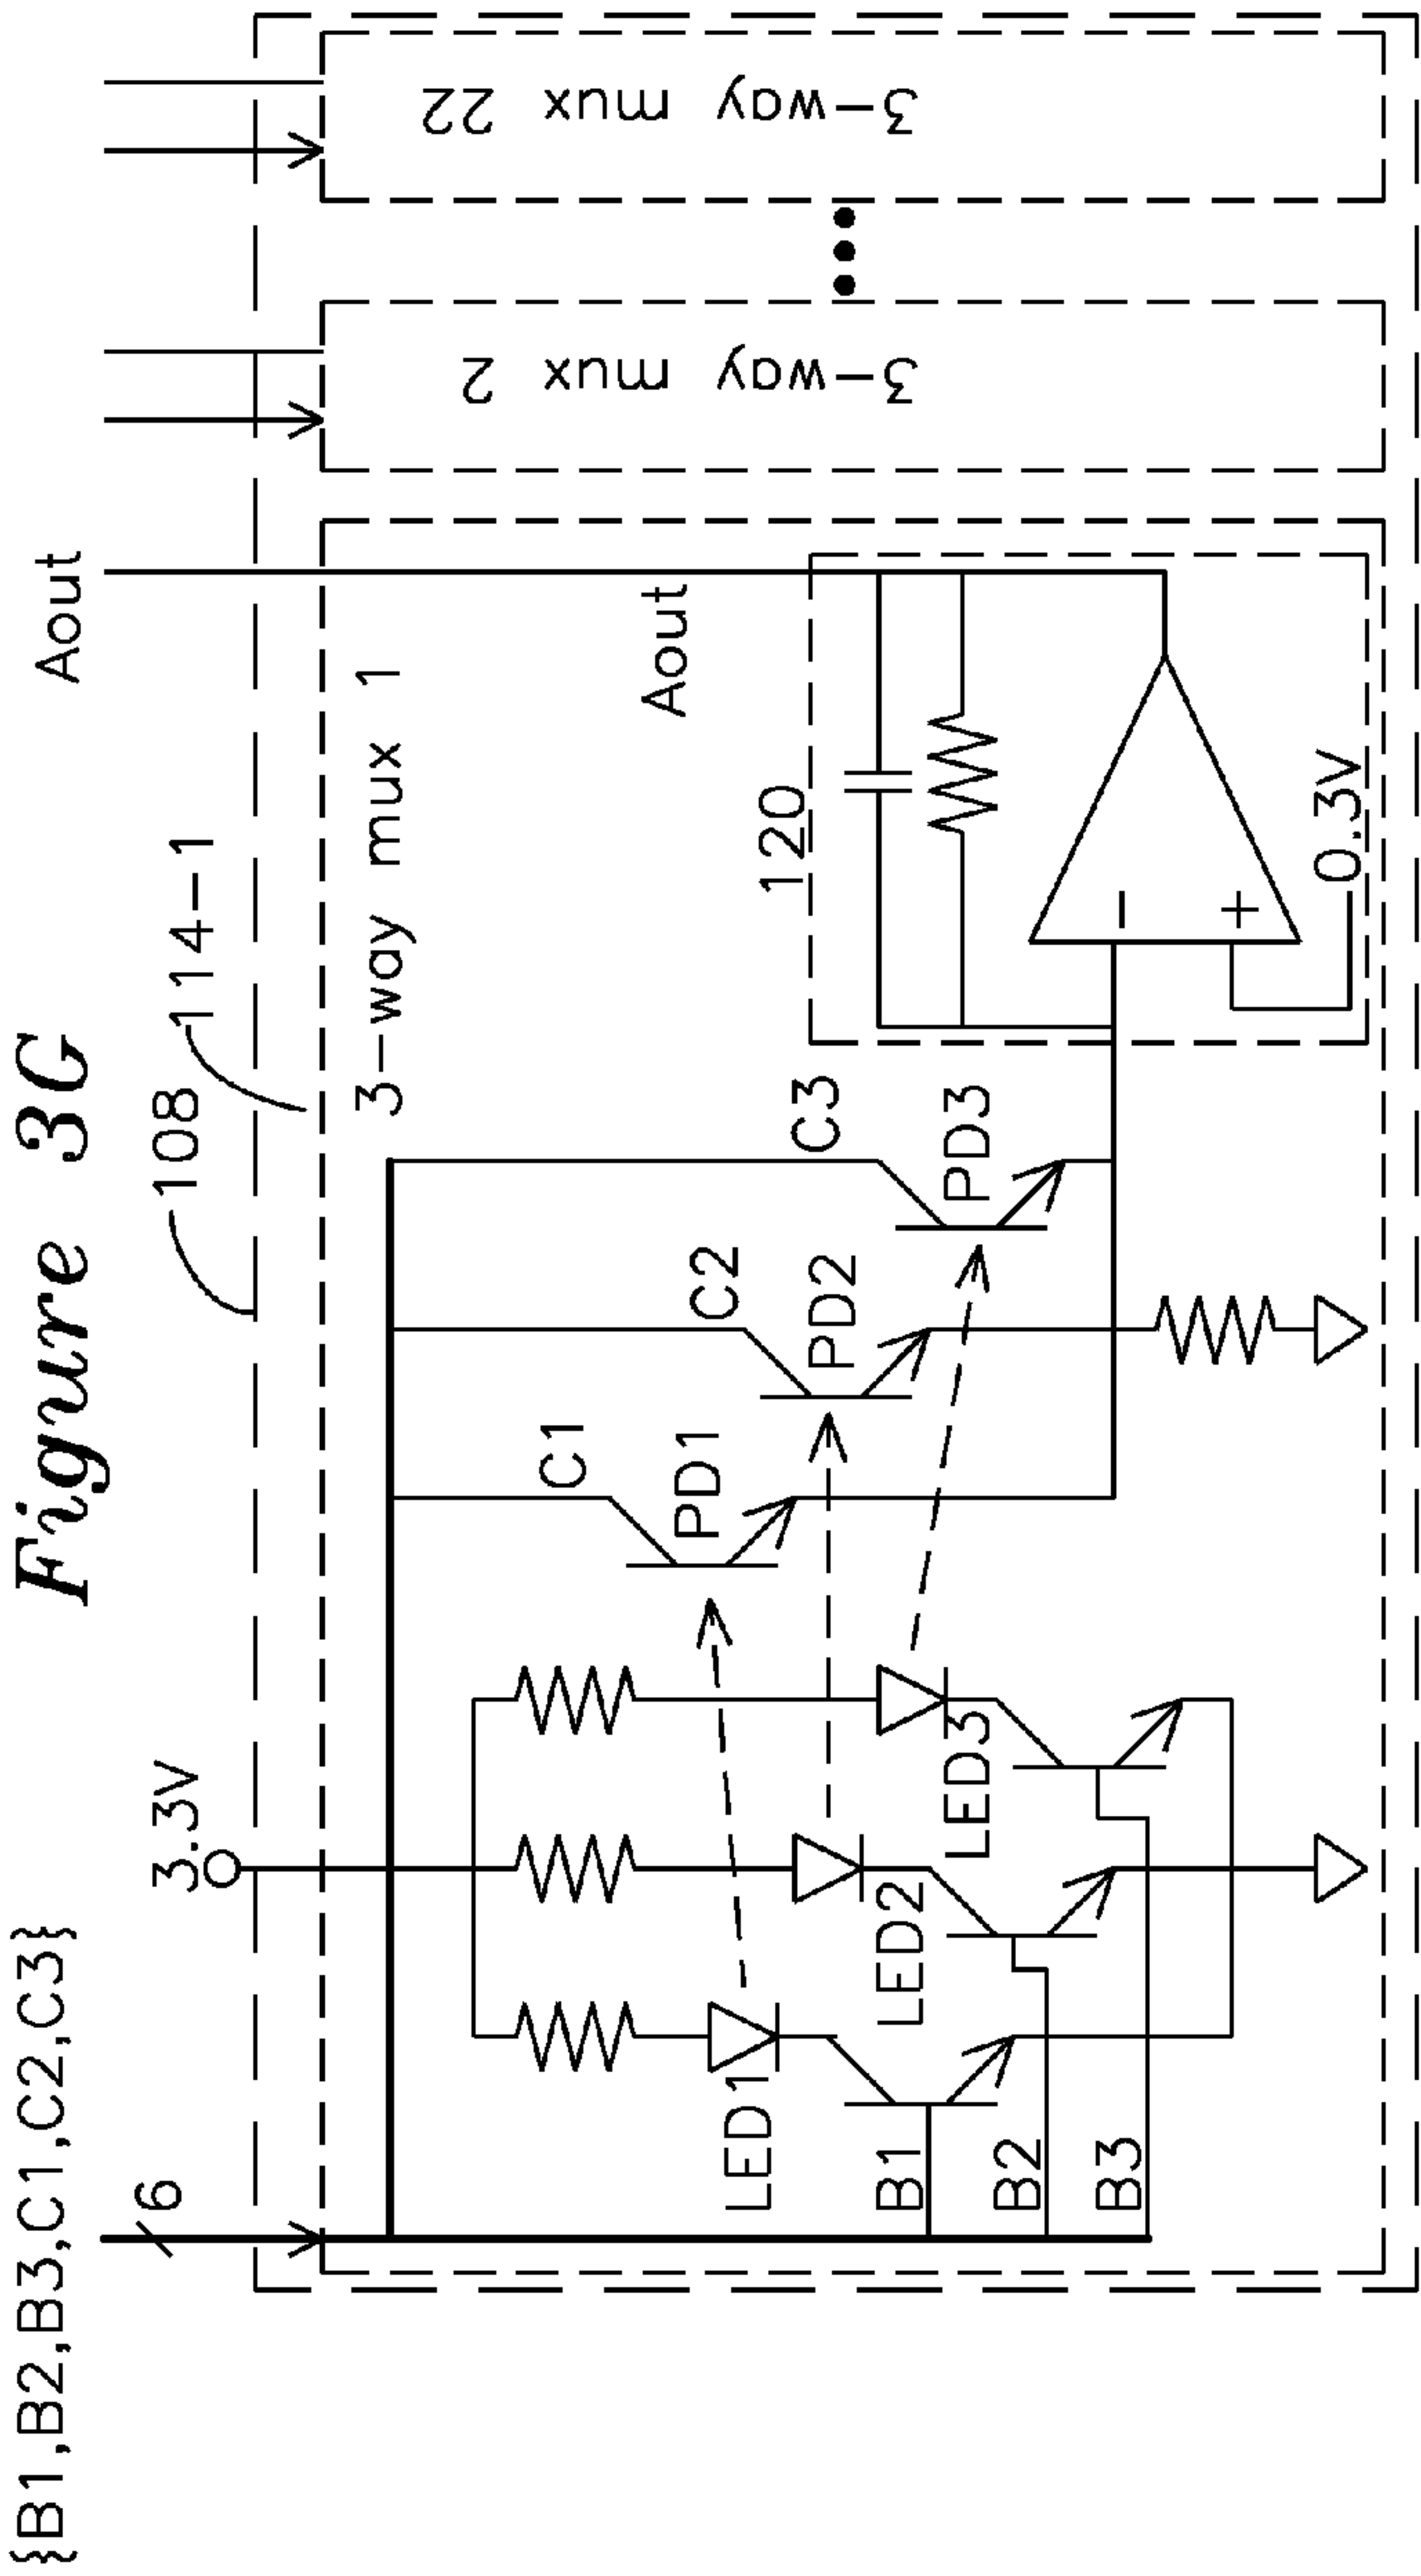 Figure 3G
{B1,B2,B3,C1,C2,C3}
3.3V
Aout
6
108
114-1
3-way mux 1
3-way mux 2
3-way mux 22
C1
C2
C3
PD1
PD2
PD3
LED1
LED2
LED3
B1
B2
B3
Aout
120
-
+
0.3V